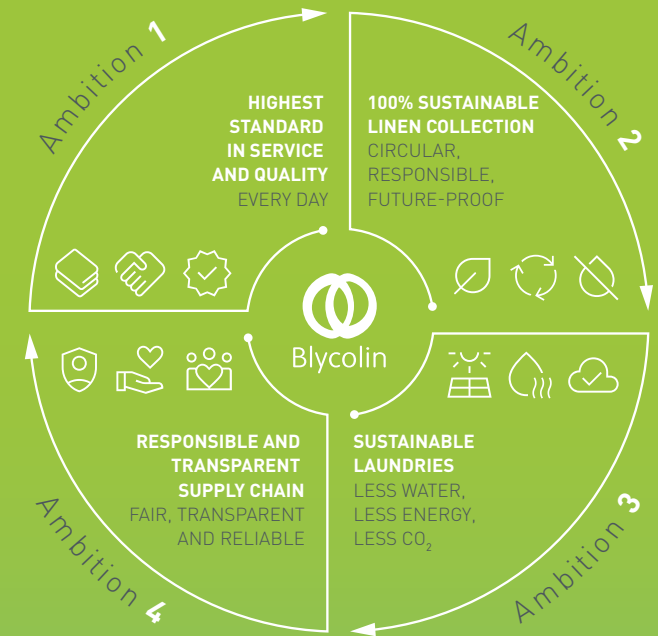 Ambition 1
HIGHEST
STANDARD
IN SERVICE
AND QUALITY
EVERY DAY
Ambition 2
100% SUSTAINABLE
LINEN COLLECTION
CIRCULAR,
RESPONSIBLE,
FUTURE-PROOF
Blycolin
Ambition 3
SUSTAINABLE
LAUNDRIES
LESS WATER,
LESS ENERGY,
LESS CO₂
Ambition 4
RESPONSIBLE AND
TRANSPARENT
SUPPLY CHAIN
FAIR, TRANSPARENT
AND RELIABLE